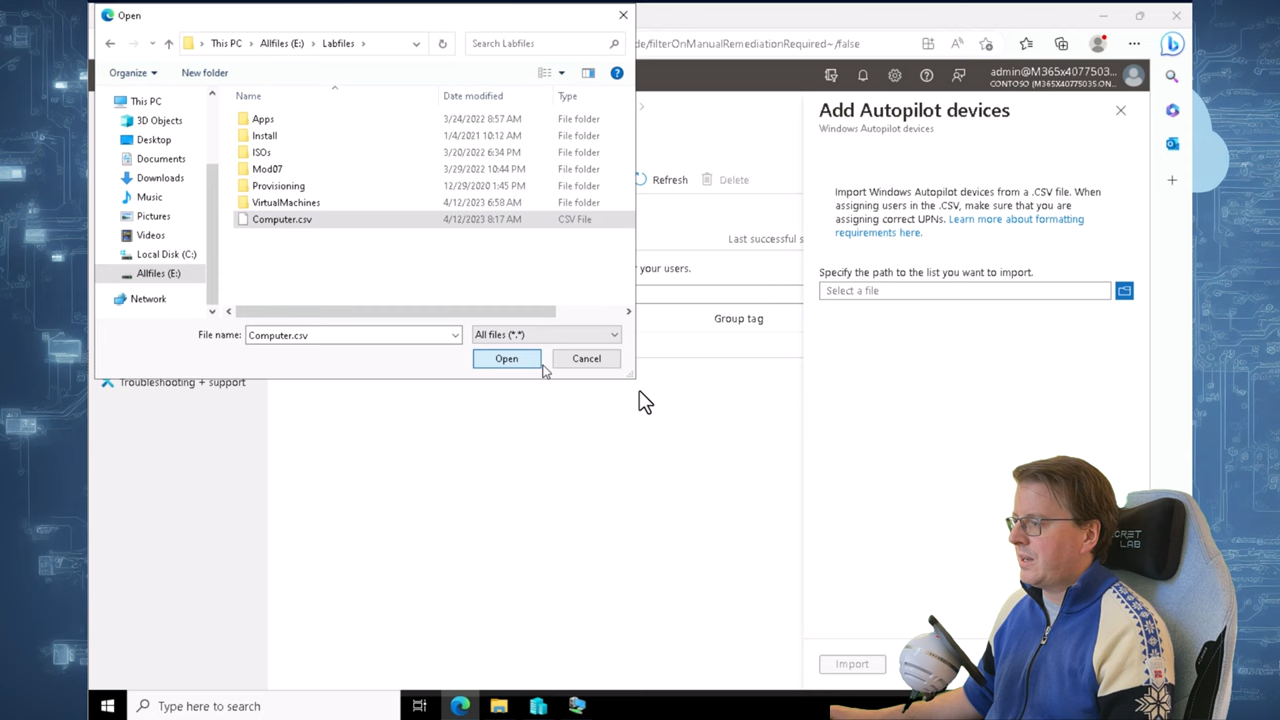 Open
This PC
Allfiles (E:)
Labfiles
Search Labfiles
Organize
New folder
This PC
3D Objects
Desktop
Documents
Downloads
Music
Pictures
Videos
Local Disk (C:)
Allfiles (E:)
Network
Name
Date modified
Type
Apps
3/24/2022 8:57 AM
File folder
Install
1/4/2021 10:12 AM
File folder
ISOs
3/20/2022 6:34 PM
File folder
Mod07
3/29/2022 10:44 PM
File folder
Provisioning
12/29/2020 1:45 PM
File folder
VirtualMachines
4/12/2023 6:58 AM
File folder
Computer.csv
4/12/2023 8:17 AM
CSV File
File name:
Computer.csv
All files (*.*)
Open
Cancel
Troubleshooting + support
de/filterOnManualRemediationRequired~/false
admin@M365x4077503...
CONTOSO (M365X40775035.ON...
Refresh
Delete
Last successful s
your users.
Group tag
Add Autopilot devices
Windows Autopilot devices
Import Windows Autopilot devices from a .CSV file. When
assigning users in the .CSV, make sure that you are
assigning correct UPNs. Learn more about formatting
requirements here.
Specify the path to the list you want to import.
Select a file
Import
LAB
Type here to search